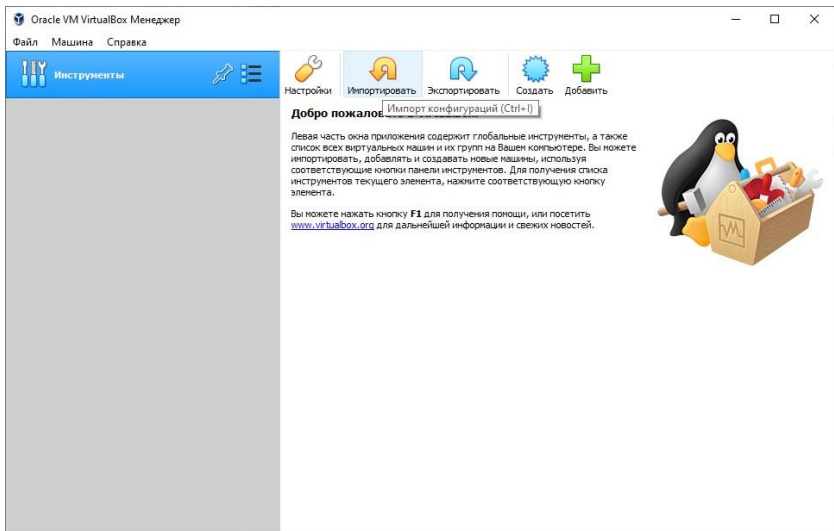 Oracle VM VirtualBox Менеджер
Файл Машина Справка
Инструменты
Настройки Импортировать Экспортировать Создать Добавить
Импорт конфигураций (Ctrl+I)
Добро
Левая часть окна приложения содержит глобальные инструменты, а также
список всех виртуальных машин и их групп на Вашем компьютере. Вы можете
импортировать, добавлять и создавать новые машины, используя
соответствующие кнопки панели инструментов. Для получения списка
инструментов текущего элемента, нажмите соответствующую кнопку
элемента.
Вы можете нажать кнопку F1 для получения помощи, или посетить
www.virtualbox.org для дальнейшей информации и свежих новостей.